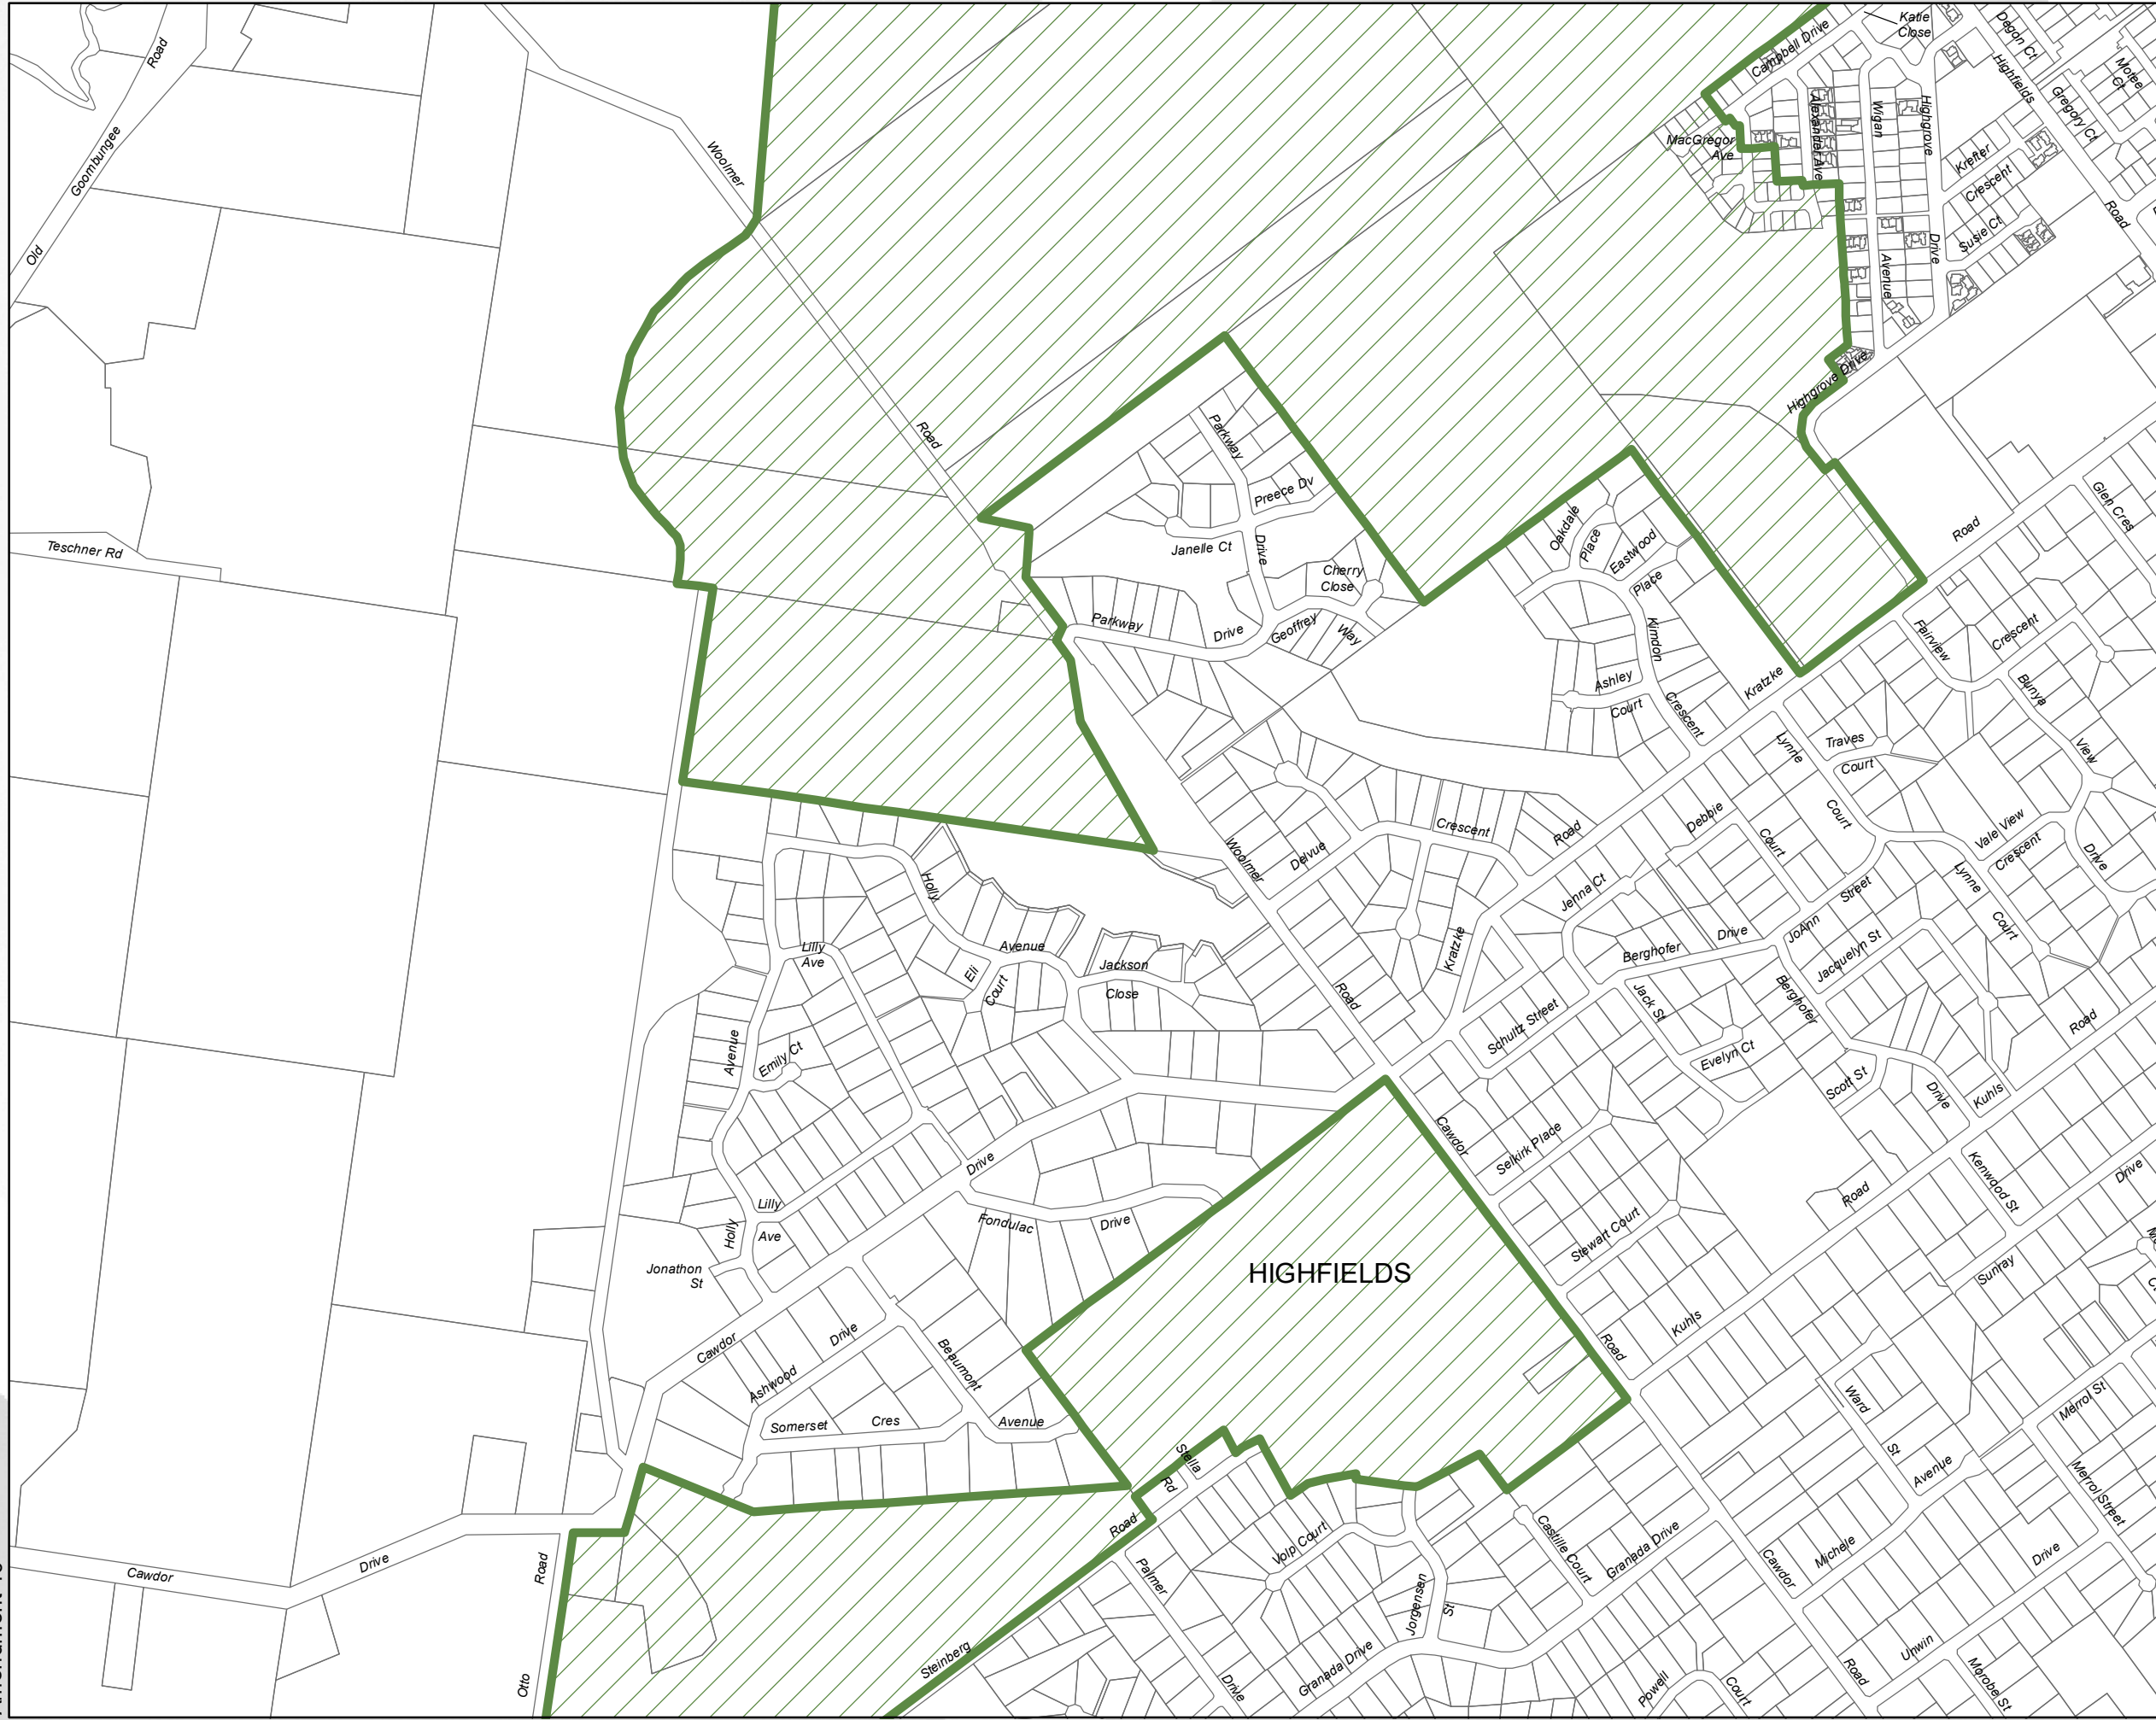 Katie
Close
Degon Ct
Campbell Drive
Road
Highfields
Gregory Ct
Goombungee
Old
Woolmer
Road
MacGregor
Ave
Alexander Ave
Wigan
Avenue
Highgrove
Drive
Krefter
Crescent
Susie Ct
Road
Highgrove Drive
Glen Cres
Road
Teschner Rd
Parkway
Preece Dv
Janelle Ct
Drive
Cherry
Close
Parkway
Drive
Geoffrey
Way
Oakdale
Place
Eastwood
Place
Kimdon
Crescent
Ashley
Court
Kratzke
Road
Fairview
Crescent
Bunya
View
Drive
Traves
Court
Lynne
Court
Debbie
Court
Vale View
Crescent
Lynne
Court
Woolmer
Road
Delvue
Crescent
Kratzke
Jenna Ct
Berghofer
Drive
JoAnn
Street
Jacquelyn St
Berghofer
Drive
Holly
Avenue
Lilly
Ave
Eli
Court
Jackson
Close
Avenue
Emily Ct
Schultz Street
Jack St
Evelyn Ct
Scott St
Kuhls
Road
Cawdor
Road
Selkirk Place
Stewart Court
Kenwood St
Drive
Sunray
Road
Kuhls
Drive
Lilly
Ave
Holly
Jonathon
St
Fondulac
Drive
HIGHFIELDS
Cawdor
Ashwood
Drive
Beaumont
Avenue
Somerset
Cres
Stella
Rd
Road
Steinberg
Palmer
Drive
Volp Court
Jorgensen
St
Granada Drive
Castille Court
Granada Drive
Ward
St
Avenue
Michele
Merrol St
Merrol Street
Drive
Unwin
Cawdor
Road
Morobe St
Powell
Court
Cawdor
Drive
Road
Otto